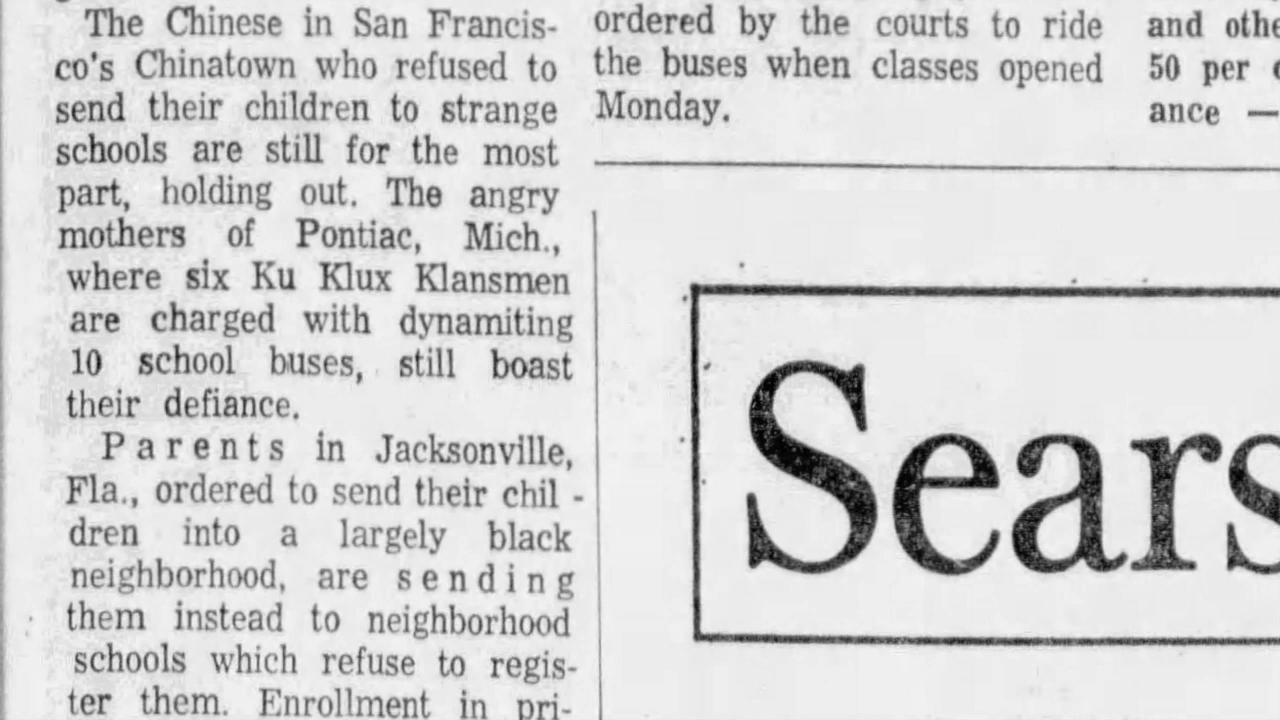 The Chinese in San Francis-
co's Chinatown who refused to
send their children to strange
schools are still for the most
part, holding out. The angry
mothers of Pontiac, Mich.,
where six Ku Klux Klansmen
are charged with dynamiting
10 school buses, still boast
their defiance.
Parents in Jacksonville,
Fla., ordered to send their chil -
dren into a largely black
neighborhood, are sending
them instead to neighborhood
schools which refuse to regis-
ter them. Enrollment in pri-
ordered by the courts to ride
the buses when classes opened
Monday.
and othe
50 per
ance —
Sears